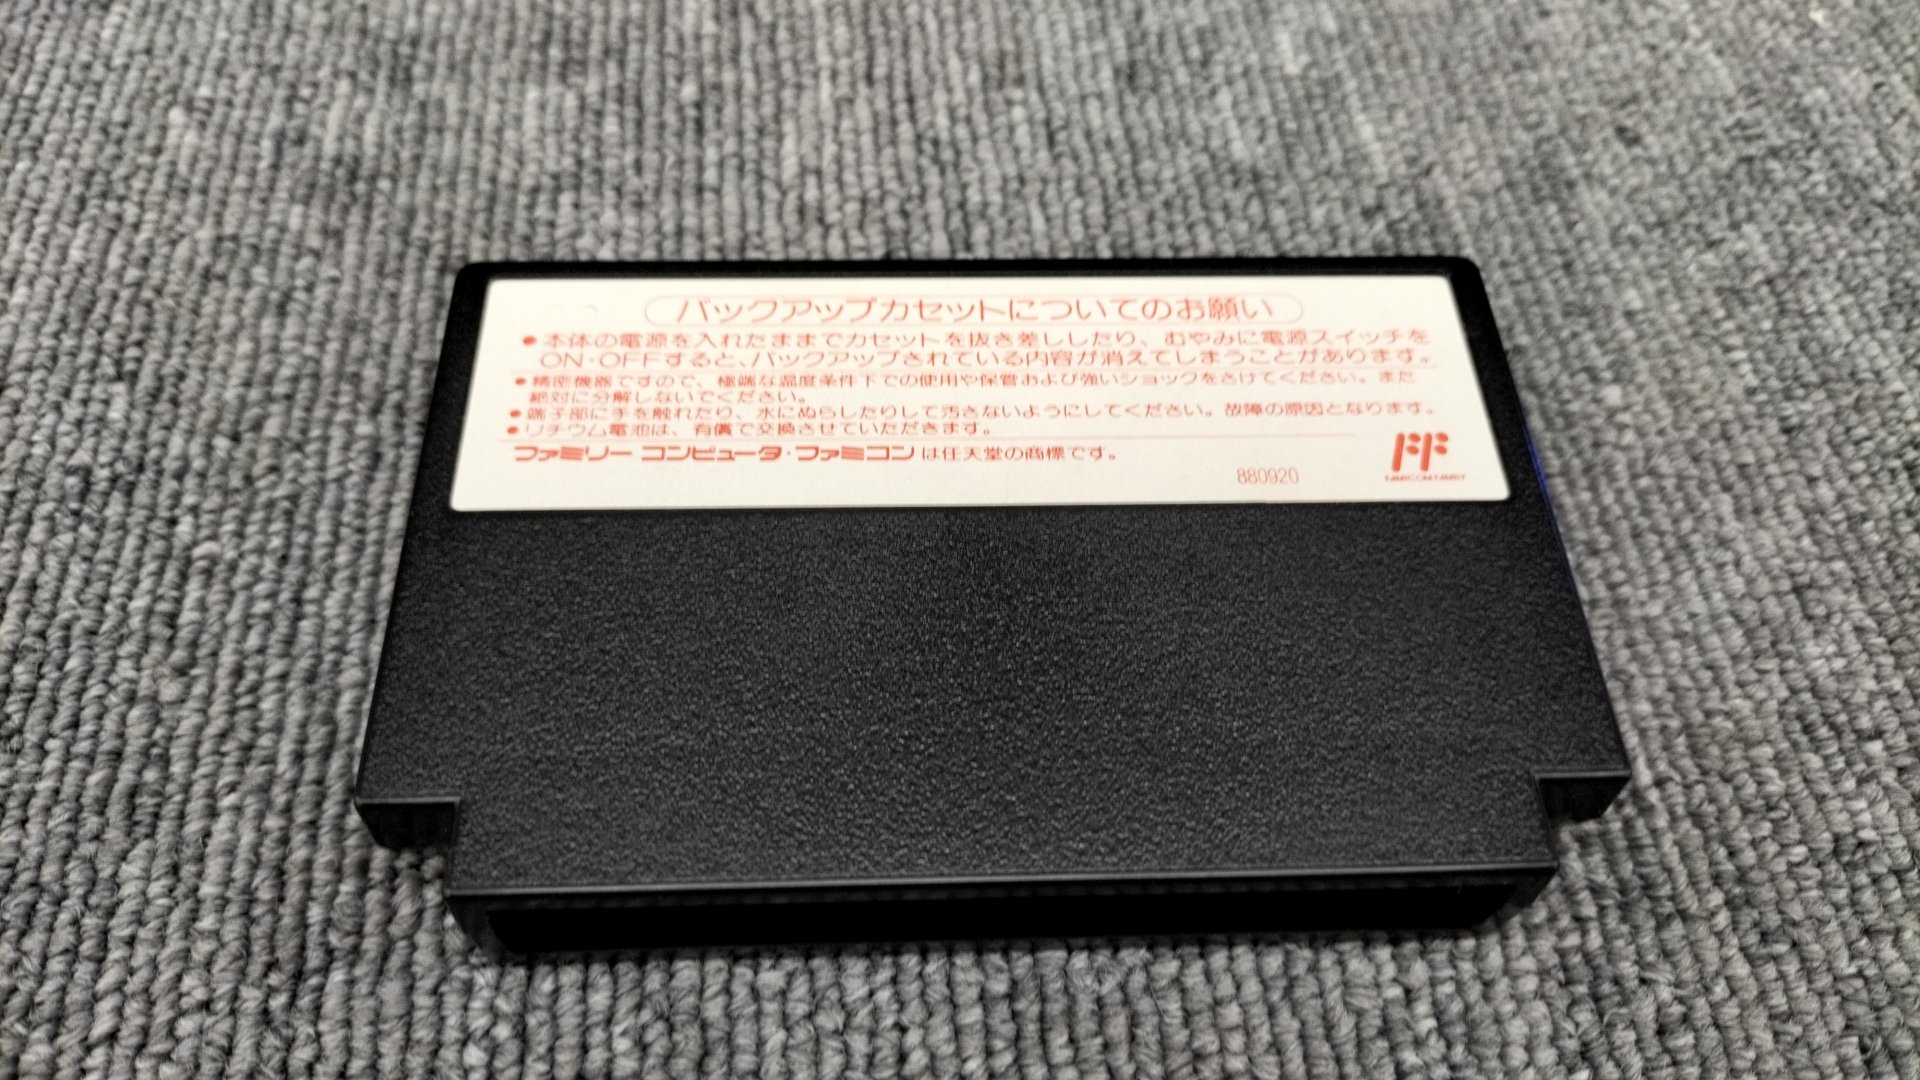 バックアップカセットについてのお願い
●本体の電源を入れたままでカセットを抜き差ししたり、むやみに電源スイッチを
ON・OFFすると、バックアップされている内容が消えてしまうことがあります。
●精密機器ですので、極端な温度条件下での使用や保管および強いショックをさけてください。また
絶対に分解しないでください。
●端子部に手を触れたり、水にぬらしたりして汚さないようにしてください。故障の原因となります。
●リチウム電池は、有償で交換させていただきます。
ファミリーコンピュータ・ファミコンは任天堂の商標です。
880920
FAMICOM FAMILY